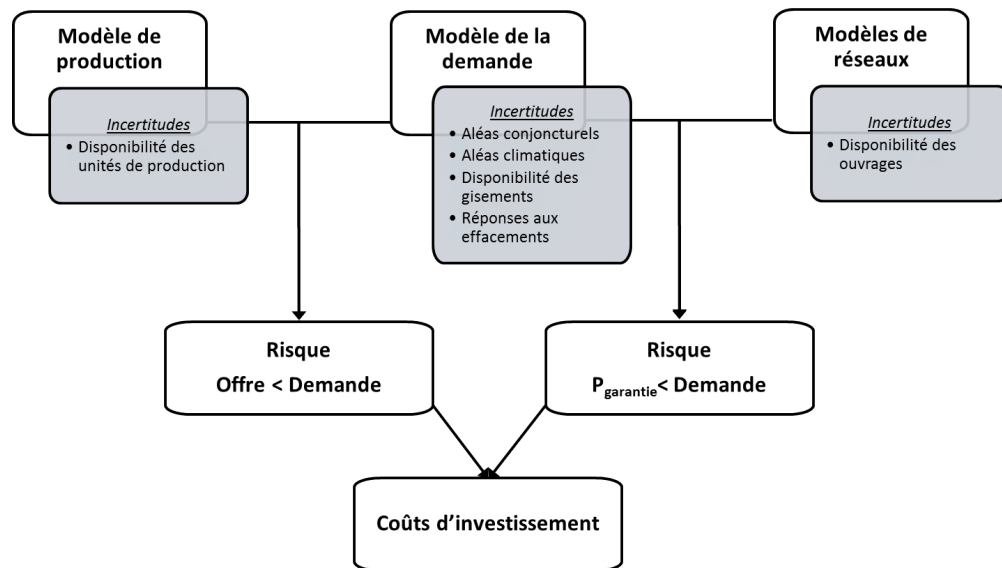 Modèle de
production
Incertitudes
• Disponibilité des
unités de production
Modèle de la
demande
Incertitudes
• Aléas conjoncturels
• Aléas climatiques
• Disponibilité des
gisements
• Réponses aux
effacements
Modèles de
réseaux
Incertitudes
• Disponibilité des
ouvrages
Risque
Offre < Demande
Risque
Pgarantie< Demande
Coûts d’investissement